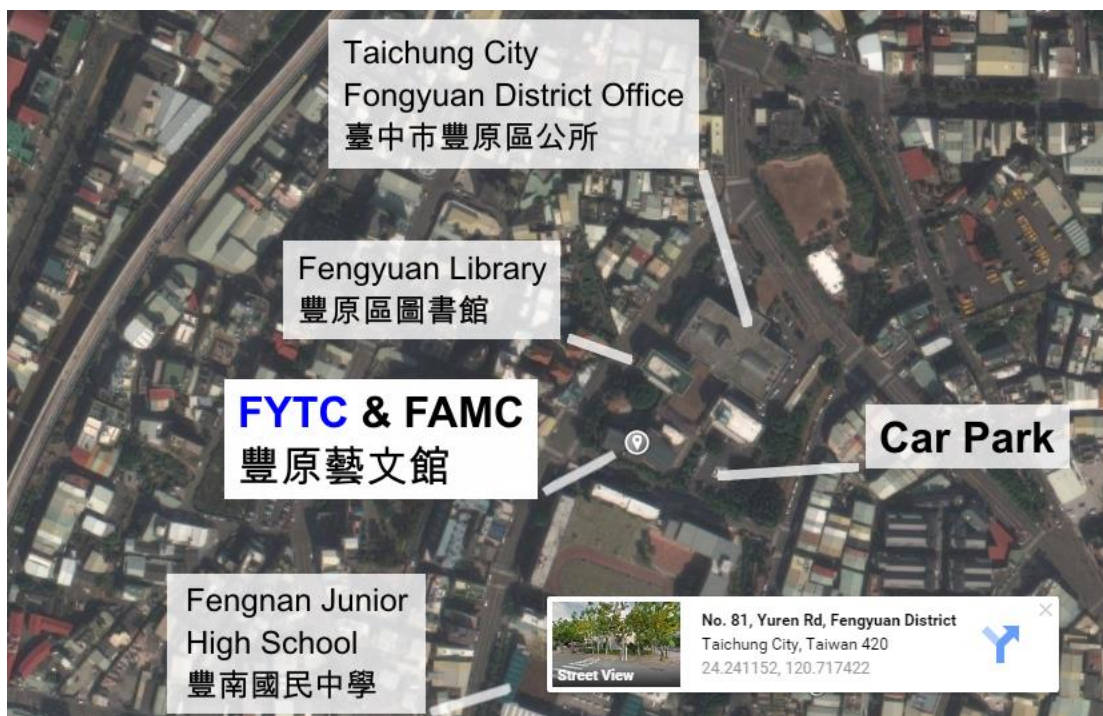 Taichung City
Fongyuan District Office
臺中市豐原區公所
Fengyuan Library
豐原區圖書館
FYTC & FAMC
豐原藝文館
Car Park
Fengnan Junior
High School
豐南國民中學
No. 81, Yuren Rd, Fengyuan District
Taichung City, Taiwan 420
24.241152, 120.717422
Street View